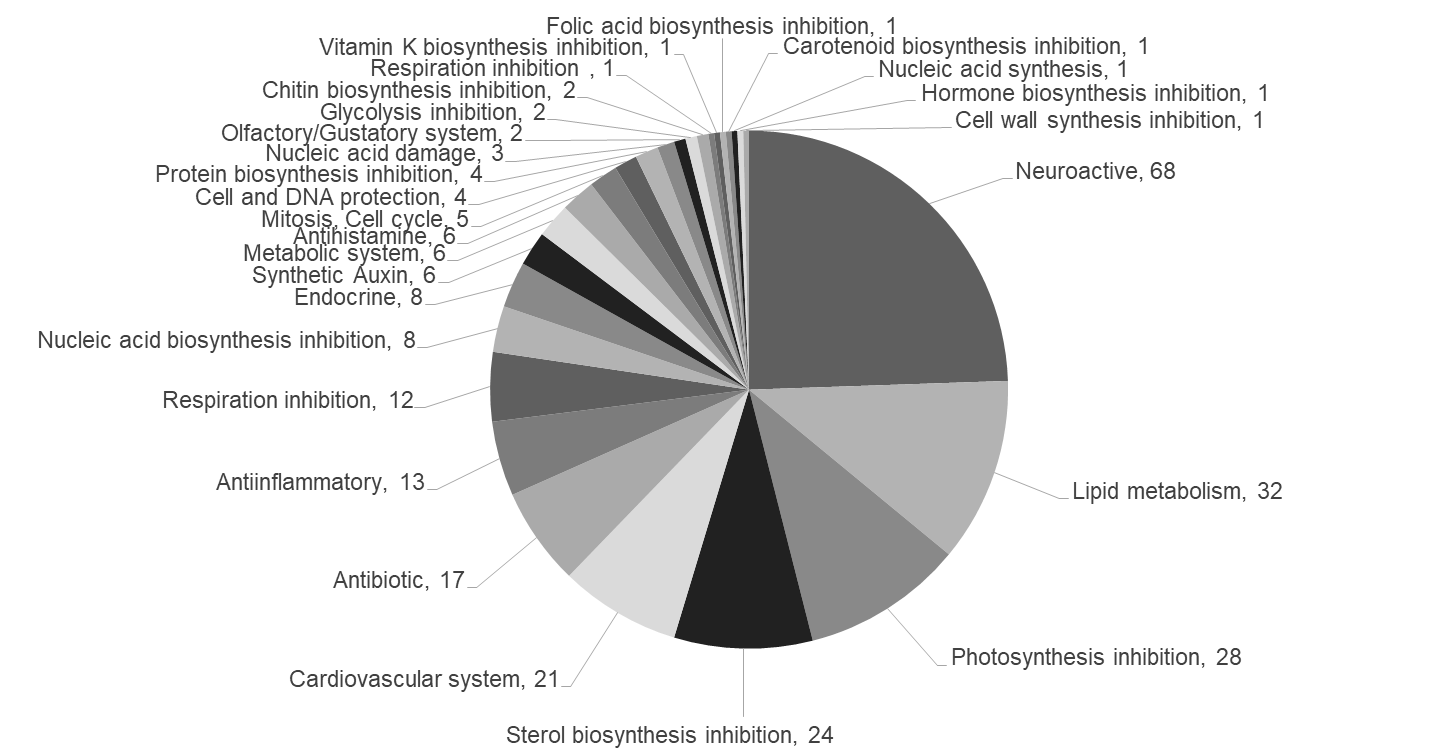 Folic acid biosynthesis inhibition, 1
Vitamin K biosynthesis inhibition, 1
Carotenoid biosynthesis inhibition, 1
Respiration inhibition , 1
Nucleic acid synthesis, 1
Chitin biosynthesis inhibition, 2
Hormone biosynthesis inhibition, 1
Glycolysis inhibition, 2
Cell wall synthesis inhibition, 1
Olfactory/Gustatory system, 2
Nucleic acid damage, 3
Neuroactive, 68
Protein biosynthesis inhibition, 4
Cell and DNA protection, 4
Mitosis, Cell cycle, 5
Antihistamine, 6
Metabolic system, 6
Synthetic Auxin, 6
Endocrine, 8
Nucleic acid biosynthesis inhibition, 8
Respiration inhibition, 12
Antiinflammatory, 13
Lipid metabolism, 32
Antibiotic, 17
Photosynthesis inhibition, 28
Cardiovascular system, 21
Sterol biosynthesis inhibition, 24